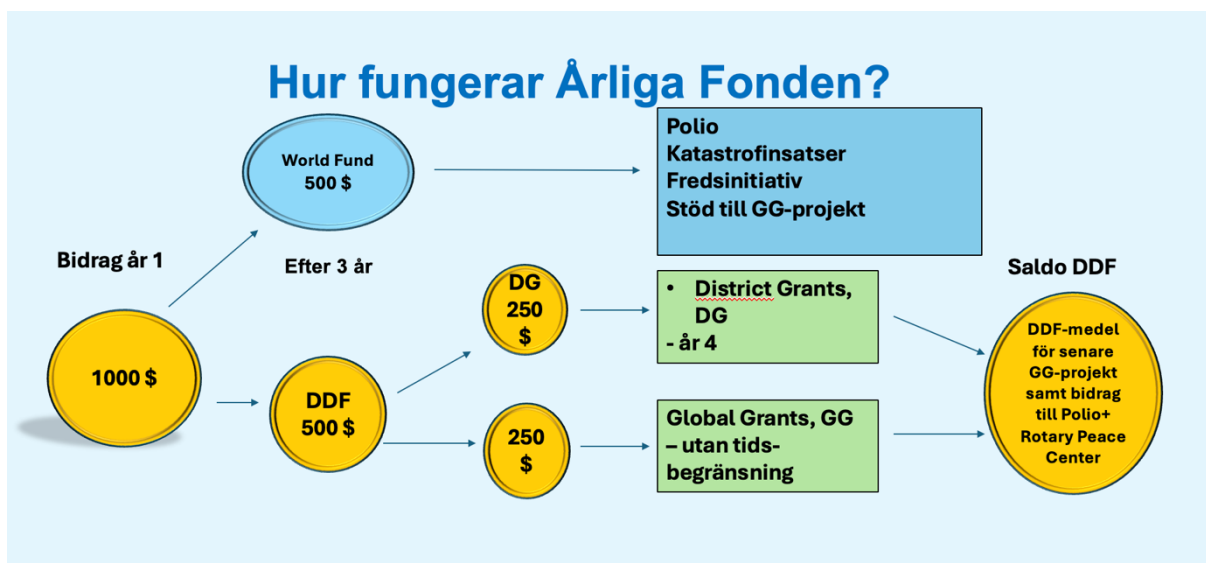 Hur fungerar Årliga Fonden?
World Fund
500 $
Polio
Katastrofinsatser
Fredsinitiativ
Stöd till GG-projekt
Bidrag år 1
Efter 3 år
Saldo DDF
1000 $
DDF
500 $
DG
250
$
• District Grants,
DG
- år 4
250
$
Global Grants, GG
– utan tids-
begränsning
DDF-medel
för senare
GG-projekt
samt bidrag
till Polio+
Rotary Peace
Center